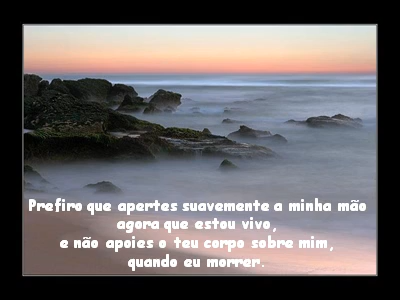 Prefiro que apertes suavemente a minha mão
agora que estou vivo,
e não apoies o teu corpo sobre mim,
quando eu morrer.